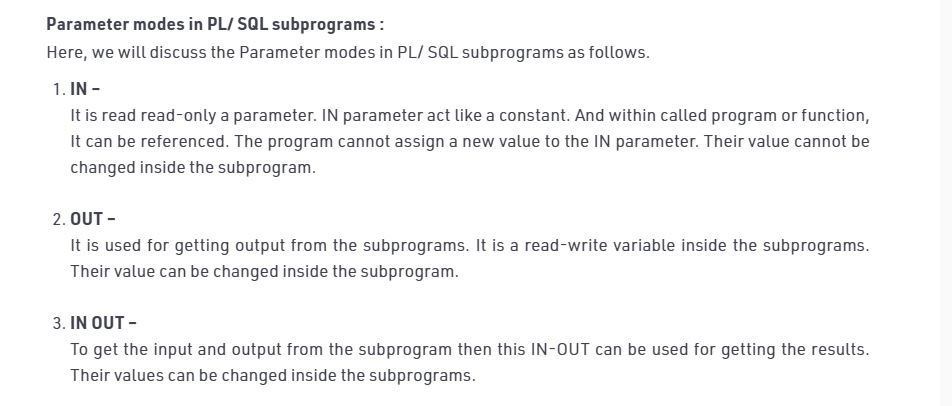 Parameter modes in PL/ SQL subprograms :
Here, we will discuss the Parameter modes in PL/ SQL subprograms as follows.
1. IN –
It is read read-only a parameter. IN parameter act like a constant. And within called program or function,
It can be referenced. The program cannot assign a new value to the IN parameter. Their value cannot be
changed inside the subprogram.
2. OUT –
It is used for getting output from the subprograms. It is a read-write variable inside the subprograms.
Their value can be changed inside the subprogram.
3. IN OUT –
To get the input and output from the subprogram then this IN-OUT can be used for getting the results.
Their values can be changed inside the subprograms.